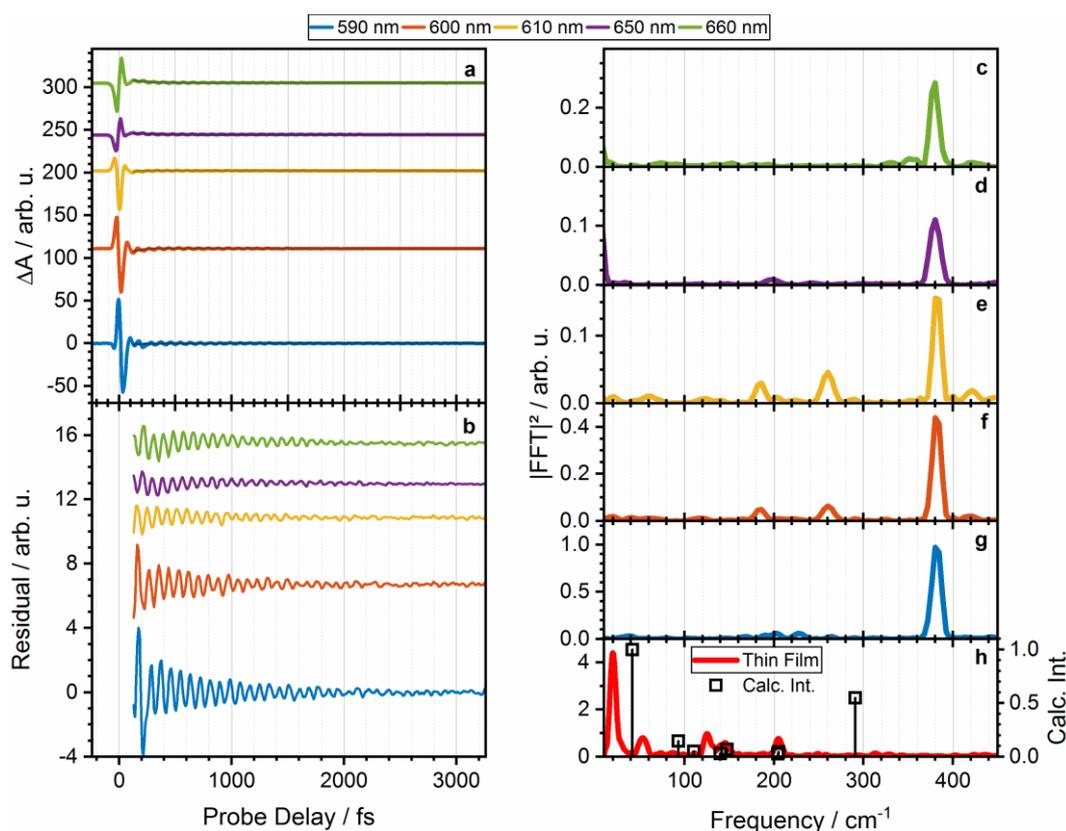 590 nm 600 nm 610 nm 650 nm 660 nm
a
300
250
200
150
100
50
0
-50
ΔA / arb. u.
b
16
12
8
4
0
-4
Residual / arb. u.
0 1000 2000 3000
Probe Delay / fs
c
0.2
0.0
d
0.1
0.0
e
0.1
0.0
f
0.4
0.2
0.0
g
1.0
0.5
0.0
|FFT|² / arb. u.
h
Thin Film
Calc. Int.
4
2
0
1.0
0.5
0.0
Calc. Int.
100 200 300 400
Frequency / cm⁻¹